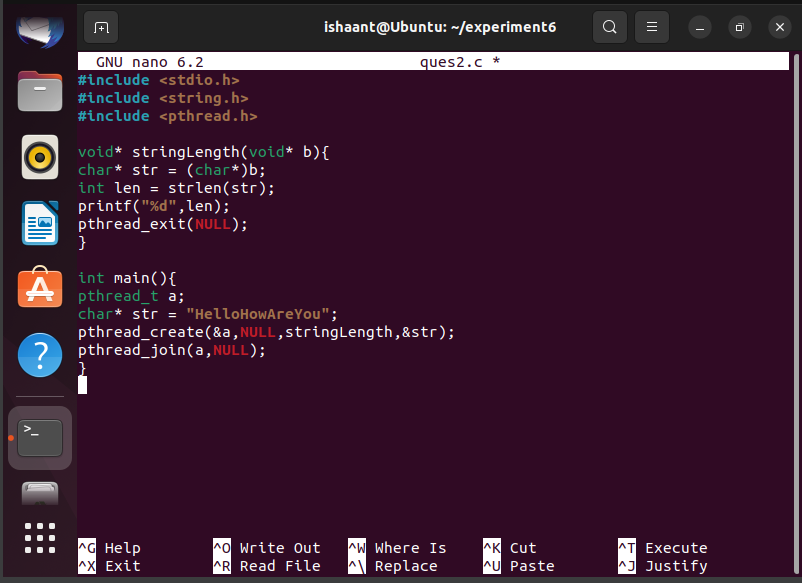 ishaant@Ubuntu: ~/experiment6
GNU nano 6.2 ques2.c *
#include <stdio.h>
#include <string.h>
#include <pthread.h>
void* stringLength(void* b){
char* str = (char*)b;
int len = strlen(str);
printf("%d",len);
pthread_exit(NULL);
}
int main(){
pthread_t a;
char* str = "HelloHowAreYou";
pthread_create(&a,NULL,stringLength,&str);
pthread_join(a,NULL);
}
^G Help ^O Write Out ^W Where Is ^K Cut ^T Execute
^X Exit ^R Read File ^\ Replace ^U Paste ^J Justify